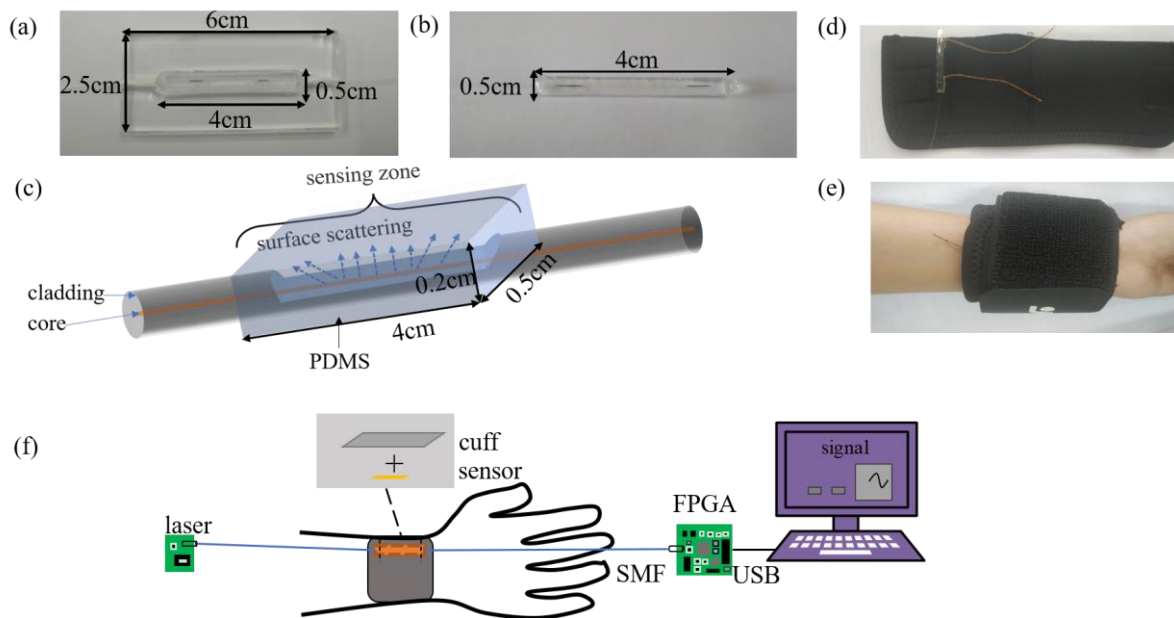 (a)
6cm
2.5cm
0.5cm
4cm
(b)
4cm
0.5cm
(d)
(c)
sensing zone
surface scattering
0.2cm
0.5cm
cladding
core
4cm
PDMS
(e)
(f)
cuff
+
sensor
laser
FPGA
SMF
USB
signal